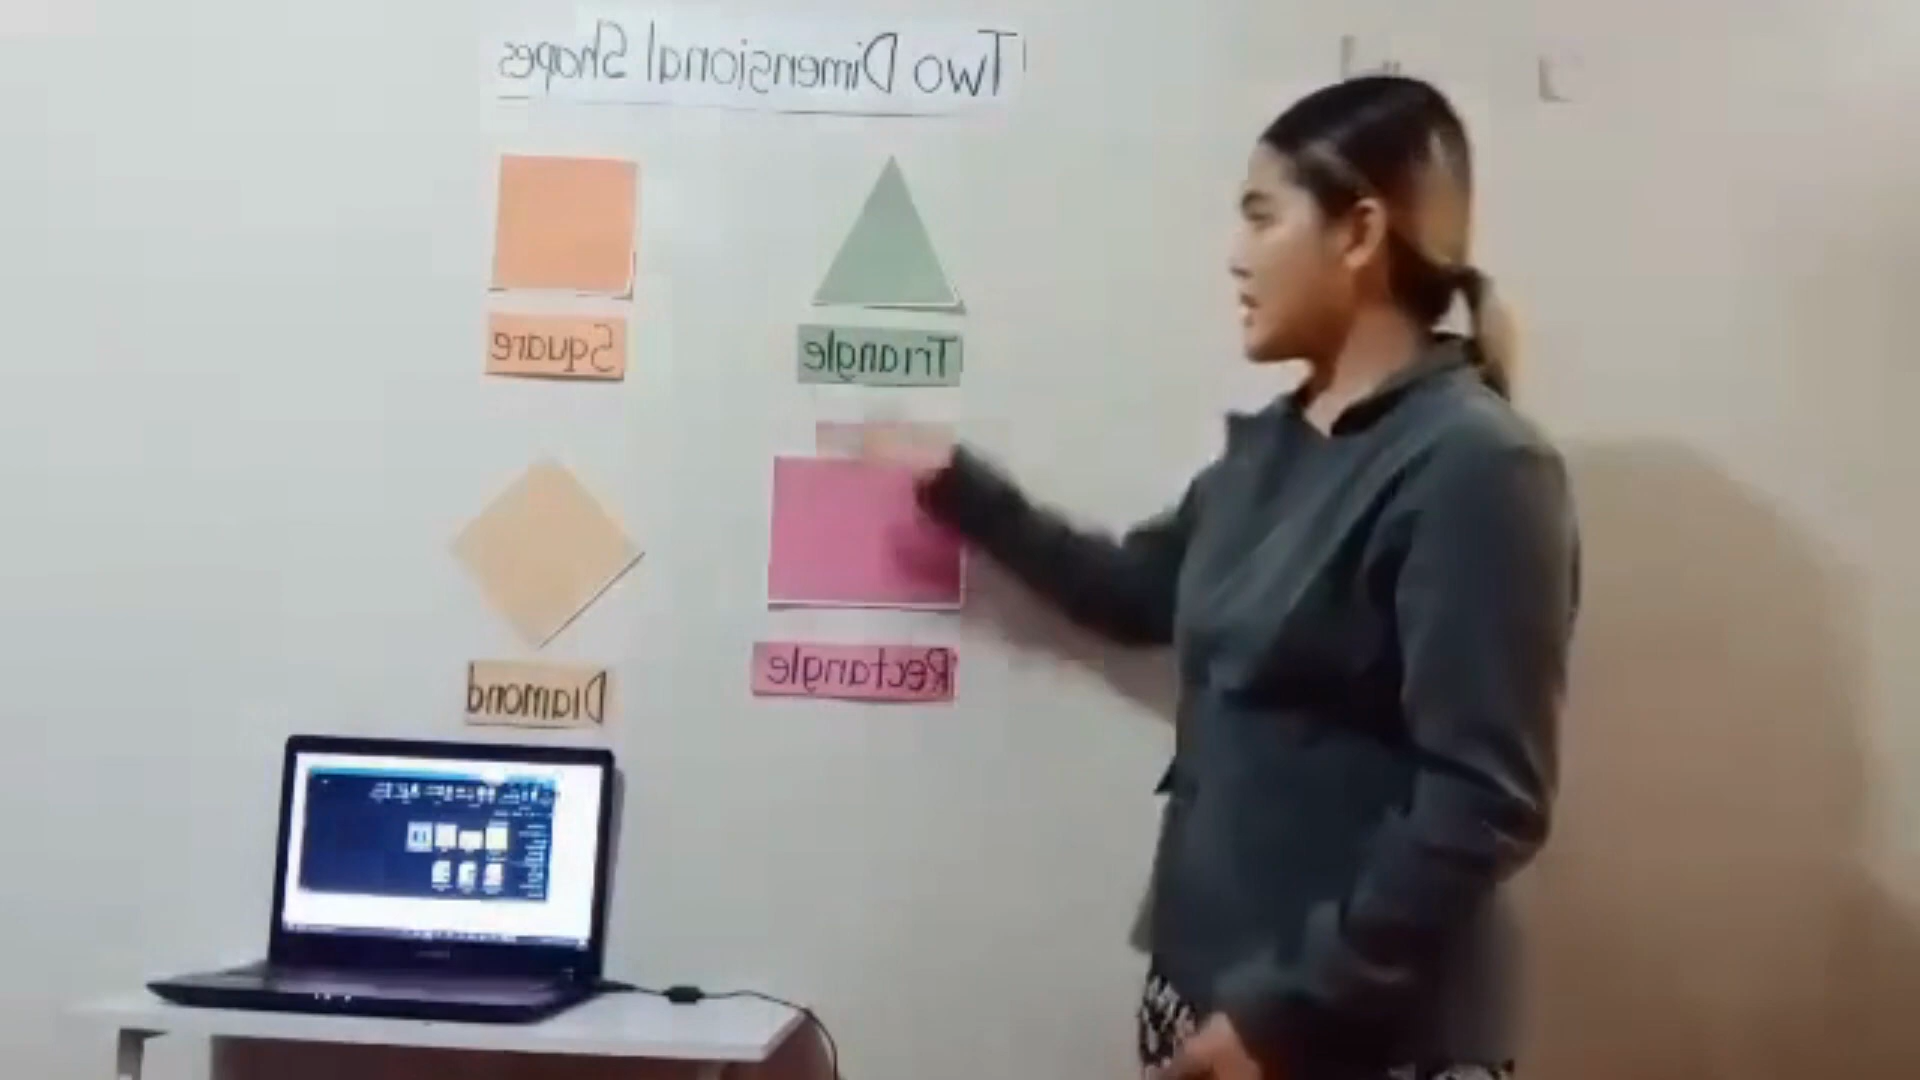 Two Dimensional Shapes
Triangle
Square
Rectangle
Diamond